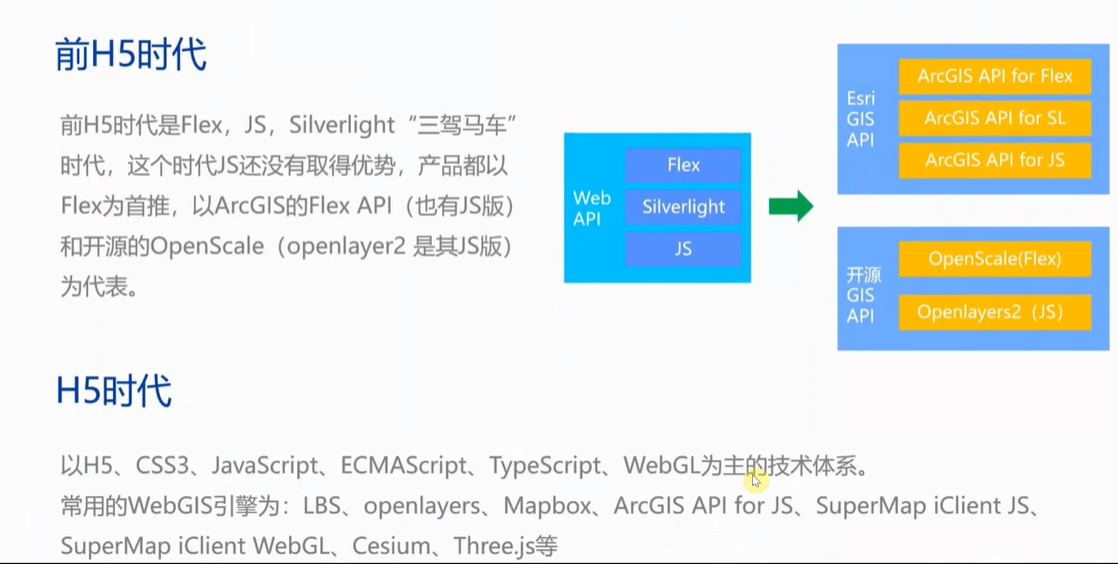 前H5时代
前H5时代是Flex，JS，Silverlight“三驾马车”
时代，这个时代JS还没有取得优势，产品都以
Flex为首推，以ArcGIS的Flex API（也有JS版）
和开源的OpenScale（openlayer2 是其JS版）
为代表。
Web
API
Flex
Silverlight
JS
Esri
GIS
API
ArcGIS API for Flex
ArcGIS API for SL
ArcGIS API for JS
开源
GIS
API
OpenScale(Flex)
Openlayers2（JS）
H5时代
以H5、CSS3、JavaScript、ECMAScript、TypeScript、WebGL为主的技术体系。
常用的WebGIS引擎为：LBS、openlayers、Mapbox、ArcGIS API for JS、SuperMap iClient JS、
SuperMap iClient WebGL、Cesium、Three.js等